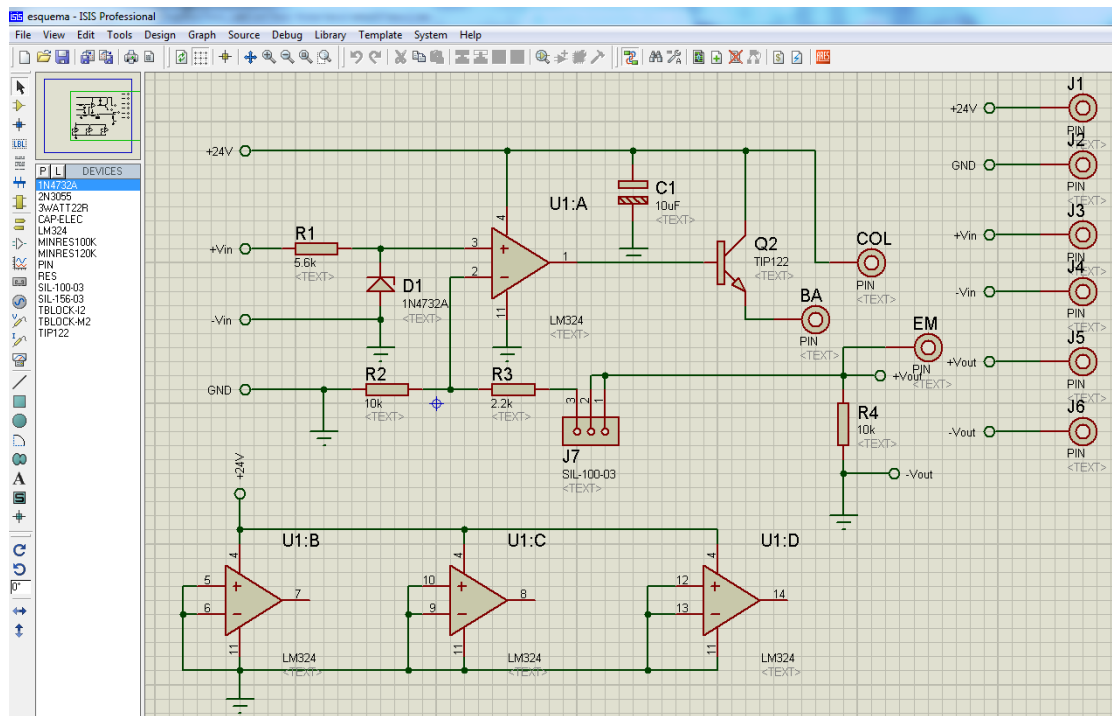 ISIS esquema - ISIS Professional
File View Edit Tools Design Graph Source Debug Library Template System Help
LBL
P L DEVICES
1N4732A
2N3055
3WATT22R
CAP-ELEC
LM324
MINRES100K
MINRES120K
PIN
RES
SIL-100-03
SIL-156-03
TBLOCK-I2
TBLOCK-M2
TIP122
A
S
0°
+24V
+Vin
R1
5.6k
<TEXT>
-Vin
D1
1N4732A
<TEXT>
U1:A
3
2
4
11
1
LM324
<TEXT>
C1
10uF
<TEXT>
Q2
TIP122
<TEXT>
COL
PIN
<TEXT>
BA
PIN
<TEXT>
EM
PIN
<TEXT>
+Vout
GND
R2
10k
<TEXT>
R3
2.2k
<TEXT>
3
2
1
J7
SIL-100-03
<TEXT>
R4
10k
<TEXT>
-Vout
J1
+24V
PIN
<TEXT>
J2
GND
PIN
<TEXT>
J3
+Vin
PIN
<TEXT>
J4
-Vin
PIN
<TEXT>
J5
+Vout
PIN
<TEXT>
J6
-Vout
PIN
<TEXT>
+24V
U1:B
5
6
4
11
7
LM324
<TEXT>
U1:C
10
9
4
11
8
LM324
<TEXT>
U1:D
12
13
4
11
14
LM324
<TEXT>